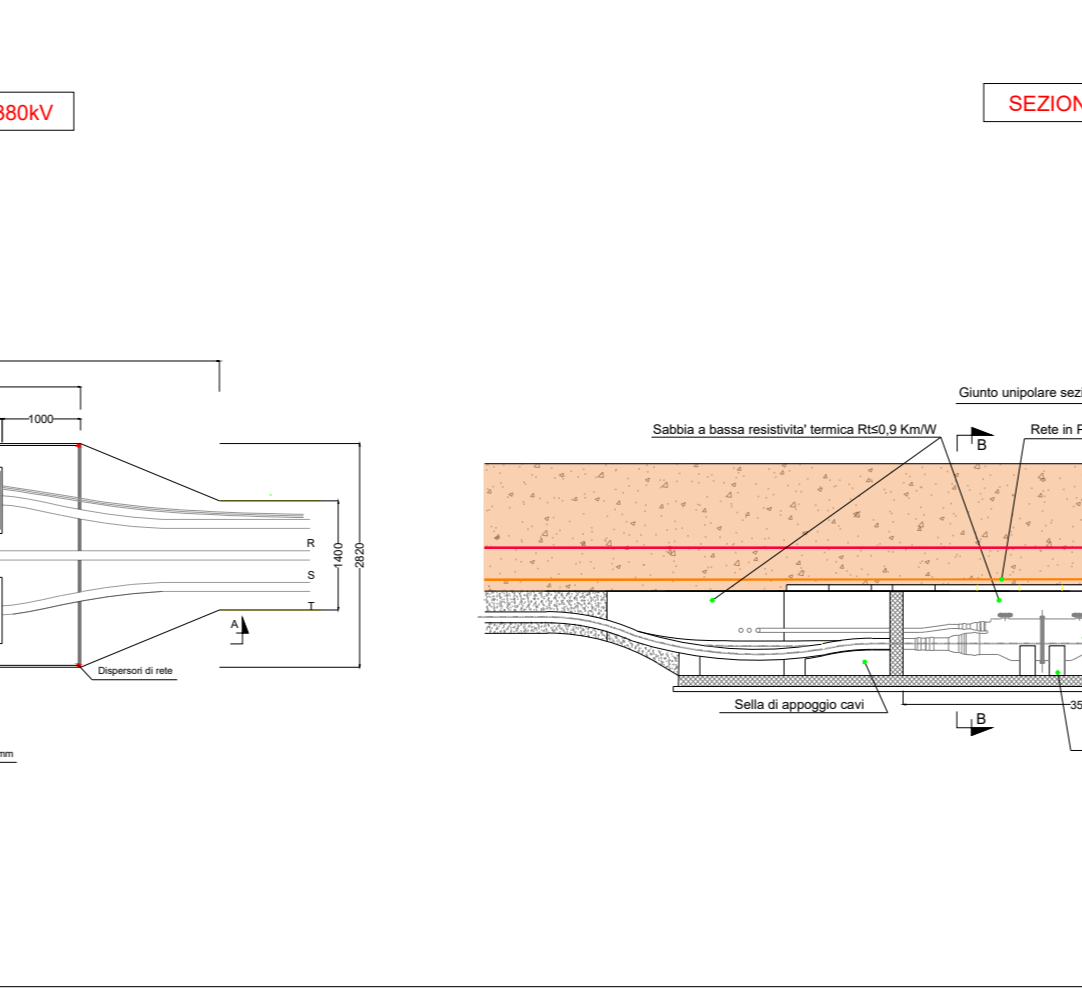 380kV
SEZION
Giunto unipolare sezi
1000
Sabbia a bassa resistivita' termica Rt≤0,9 Km/W
B
Rete in F
R
S
T
1400
2820
A
Dispersori di rete
Sella di appoggio cavi
35
B
mm